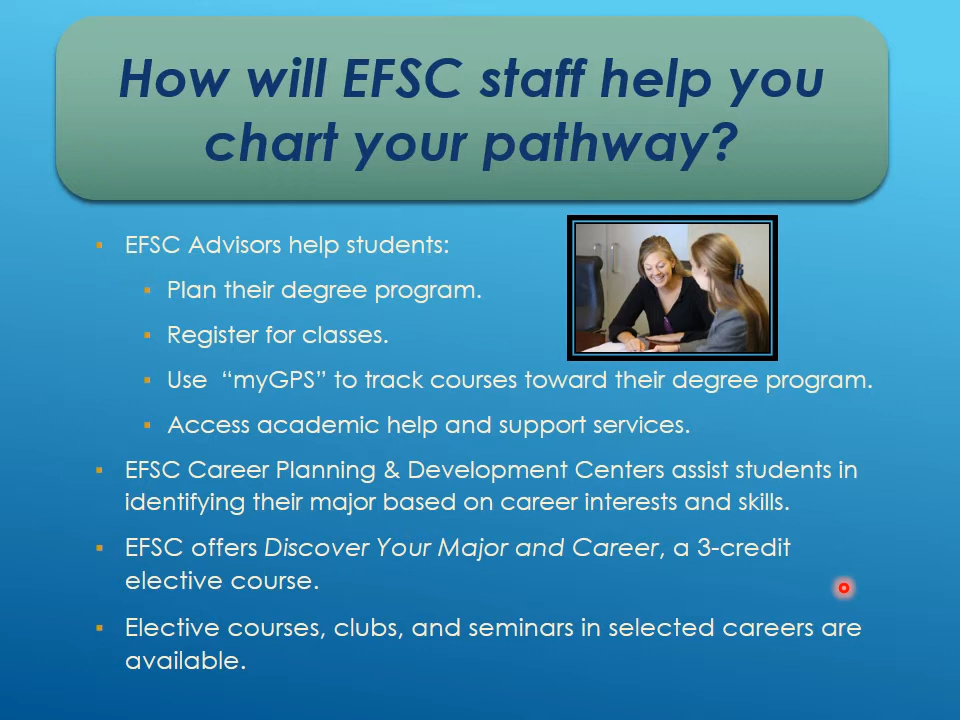 How will EFSC staff help you
chart your pathway?
EFSC Advisors help students:
Plan their degree program.
Register for classes.
Use “myGPS” to track courses toward their degree program.
Access academic help and support services.
EFSC Career Planning & Development Centers assist students in
identifying their major based on career interests and skills.
EFSC offers Discover Your Major and Career, a 3-credit
elective course.
Elective courses, clubs, and seminars in selected careers are
available.